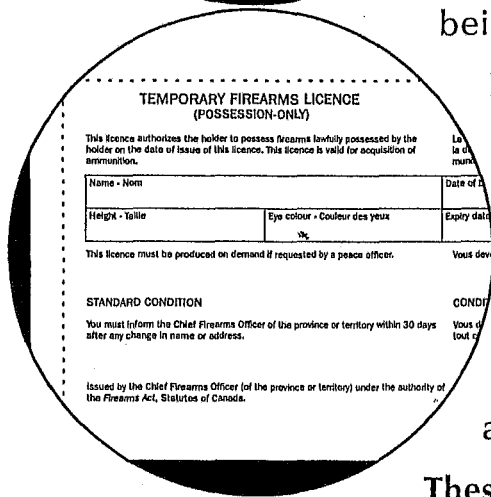 bei
TEMPORARY FIREARMS LICENCE
(POSSESSION-ONLY)
This licence authorizes the holder to possess firearms lawfully possessed by the
holder on the date of issue of this licence. This licence is valid for acquisition of
ammunition.
Le
la d
mun
Name - Nom
Date of b
Height - Taille
Eye colour - Couleur des yeux
Expiry date
This licence must be produced on demand if requested by a peace officer.
Vous dev
STANDARD CONDITION
CONDIT
You must inform the Chief Firearms Officer of the province or territory within 30 days
after any change in name or address.
Vous d
tout c
Issued by the Chief Firearms Officer (of the province or territory) under the authority of
the Firearms Act, Statutes of Canada.
a
Thes